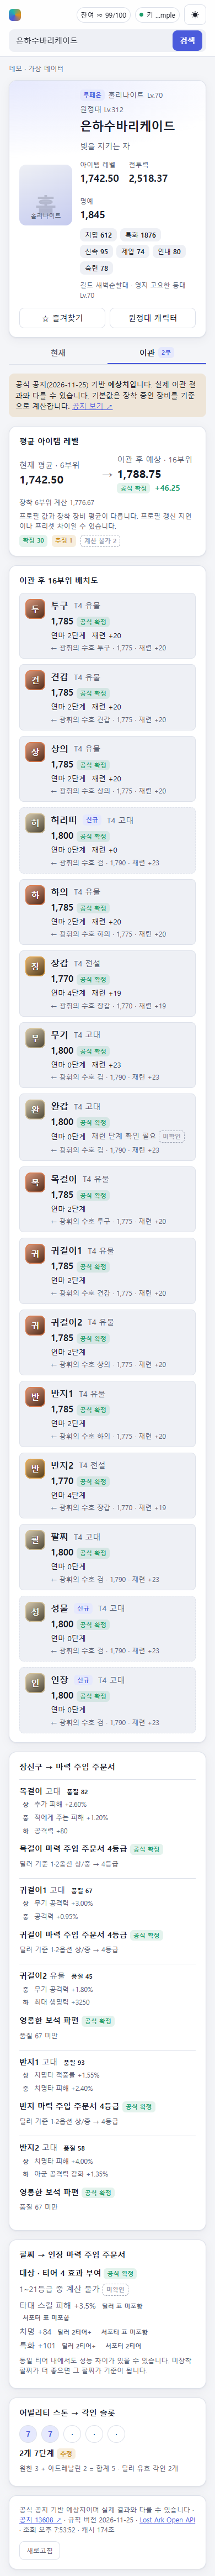 잔여 ≈ 99/100
키 ...mple
은하수바리케이드
검색
데모 · 가상 데이터
홀리나이트
루페온 홀리나이트 Lv.70
원정대 Lv.312
은하수바리케이드
빛을 지키는 자
아이템 레벨 전투력
1,742.50 2,518.37
명예
1,845
치명 612 특화 1876
신속 95 제압 74 인내 80
숙련 78
길드 새벽순찰대 · 영지 고요한 등대
Lv.70
☆ 즐겨찾기 원정대 캐릭터
현재 이관 2부
공식 공지(2026-11-25) 기반 예상치입니다. 실제 이관 결과와 다를 수 있습니다. 기본값은 착용 중인 장비를 기준으로 계산합니다. 공지 보기 ↗
평균 아이템 레벨
현재 평균 · 6부위
1,742.50
→
이관 후 예상 · 16부위
1,788.75
공식 확정 +46.25
장착 6부위 계산 1,776.67
프로필 값과 장착 장비 평균이 다릅니다. 프로필 갱신 지연이나 프리셋 차이일 수 있습니다.
확정 30 추정 1 계산 불가 2
이관 후 16부위 배치도
투 투구 T4 유물
1,785 공식 확정
연마 2단계 재련 +20
← 광휘의 수호 투구 · 1,775 · 재련 +20
견 견갑 T4 유물
1,785 공식 확정
연마 2단계 재련 +20
← 광휘의 수호 견갑 · 1,775 · 재련 +20
상 상의 T4 유물
1,785 공식 확정
연마 2단계 재련 +20
← 광휘의 수호 상의 · 1,775 · 재련 +20
허 허리띠 신규 T4 고대
1,800 공식 확정
연마 0단계 재련 +0
← 광휘의 수호 검 · 1,790 · 재련 +23
하 하의 T4 유물
1,785 공식 확정
연마 2단계 재련 +20
← 광휘의 수호 하의 · 1,775 · 재련 +20
장 장갑 T4 전설
1,770 공식 확정
연마 4단계 재련 +19
← 광휘의 수호 장갑 · 1,770 · 재련 +19
무 무기 T4 고대
1,800 공식 확정
연마 0단계 재련 +23
← 광휘의 수호 검 · 1,790 · 재련 +23
완 완갑 T4 고대
1,800 공식 확정
연마 0단계 재련 단계 확인 필요 미확인
← 광휘의 수호 검 · 1,790 · 재련 +23
목 목걸이 T4 유물
1,785 공식 확정
연마 2단계
← 광휘의 수호 투구 · 1,775 · 재련 +20
귀 귀걸이1 T4 유물
1,785 공식 확정
연마 2단계
← 광휘의 수호 견갑 · 1,775 · 재련 +20
귀 귀걸이2 T4 유물
1,785 공식 확정
연마 2단계
← 광휘의 수호 상의 · 1,775 · 재련 +20
반 반지1 T4 유물
1,785 공식 확정
연마 2단계
← 광휘의 수호 하의 · 1,775 · 재련 +20
반 반지2 T4 전설
1,770 공식 확정
연마 4단계
← 광휘의 수호 장갑 · 1,770 · 재련 +19
팔 팔찌 T4 고대
1,800 공식 확정
연마 0단계
← 광휘의 수호 검 · 1,790 · 재련 +23
성 성물 신규 T4 고대
1,800 공식 확정
연마 0단계
← 광휘의 수호 검 · 1,790 · 재련 +23
인 인장 신규 T4 고대
1,800 공식 확정
연마 0단계
← 광휘의 수호 검 · 1,790 · 재련 +23
장신구 → 마력 주입 주문서
목걸이 고대 품질 82
상 추가 피해 +2.60%
중 적에게 주는 피해 +1.20%
하 공격력 +80
목걸이 마력 주입 주문서 4등급 공식 확정
딜러 기준 1·2옵션 상/중 → 4등급
귀걸이1 고대 품질 67
상 무기 공격력 +3.00%
중 공격력 +0.95%
귀걸이 마력 주입 주문서 4등급 공식 확정
딜러 기준 1·2옵션 상/중 → 4등급
귀걸이2 유물 품질 45
중 무기 공격력 +1.80%
하 최대 생명력 +3250
영롱한 보석 파편 공식 확정
품질 67 미만
반지1 고대 품질 93
상 치명타 적중률 +1.55%
중 치명타 피해 +2.40%
반지 마력 주입 주문서 4등급 공식 확정
딜러 기준 1·2옵션 상/중 → 4등급
반지2 고대 품질 58
상 치명타 피해 +4.00%
하 아군 공격력 강화 +1.35%
영롱한 보석 파편 공식 확정
품질 67 미만
팔찌 → 인장 마력 주입 주문서
대상 · 티어 4 효과 부여 공식 확정
1~21등급 중 계산 불가 미확인
타대 스킬 피해 +3.5% 딜러 표 미포함
서포터 표 미포함
치명 +84 딜러 2티어+ 서포터 표 미포함
특화 +101 딜러 2티어+ 서포터 2티어
동일 티어 내에서도 성능 차이가 있을 수 있습니다. 미장착 팔찌가 더 좋으면 그 팔찌가 기준이 됩니다.
어빌리티 스톤 → 각인 슬롯
7 7 · · ·
2개 7단계 추정
원한 3 + 아드레날린 2 = 합계 5 · 딜러 유효 각인 2개
공식 공지 기반 예상치이며 실제 결과와 다를 수 있습니다 · 공지 13608 ↗ · 규칙 버전 2026-11-25 · Lost Ark Open API · 조회 오후 7:53:52 · 캐시 174초
새로고침